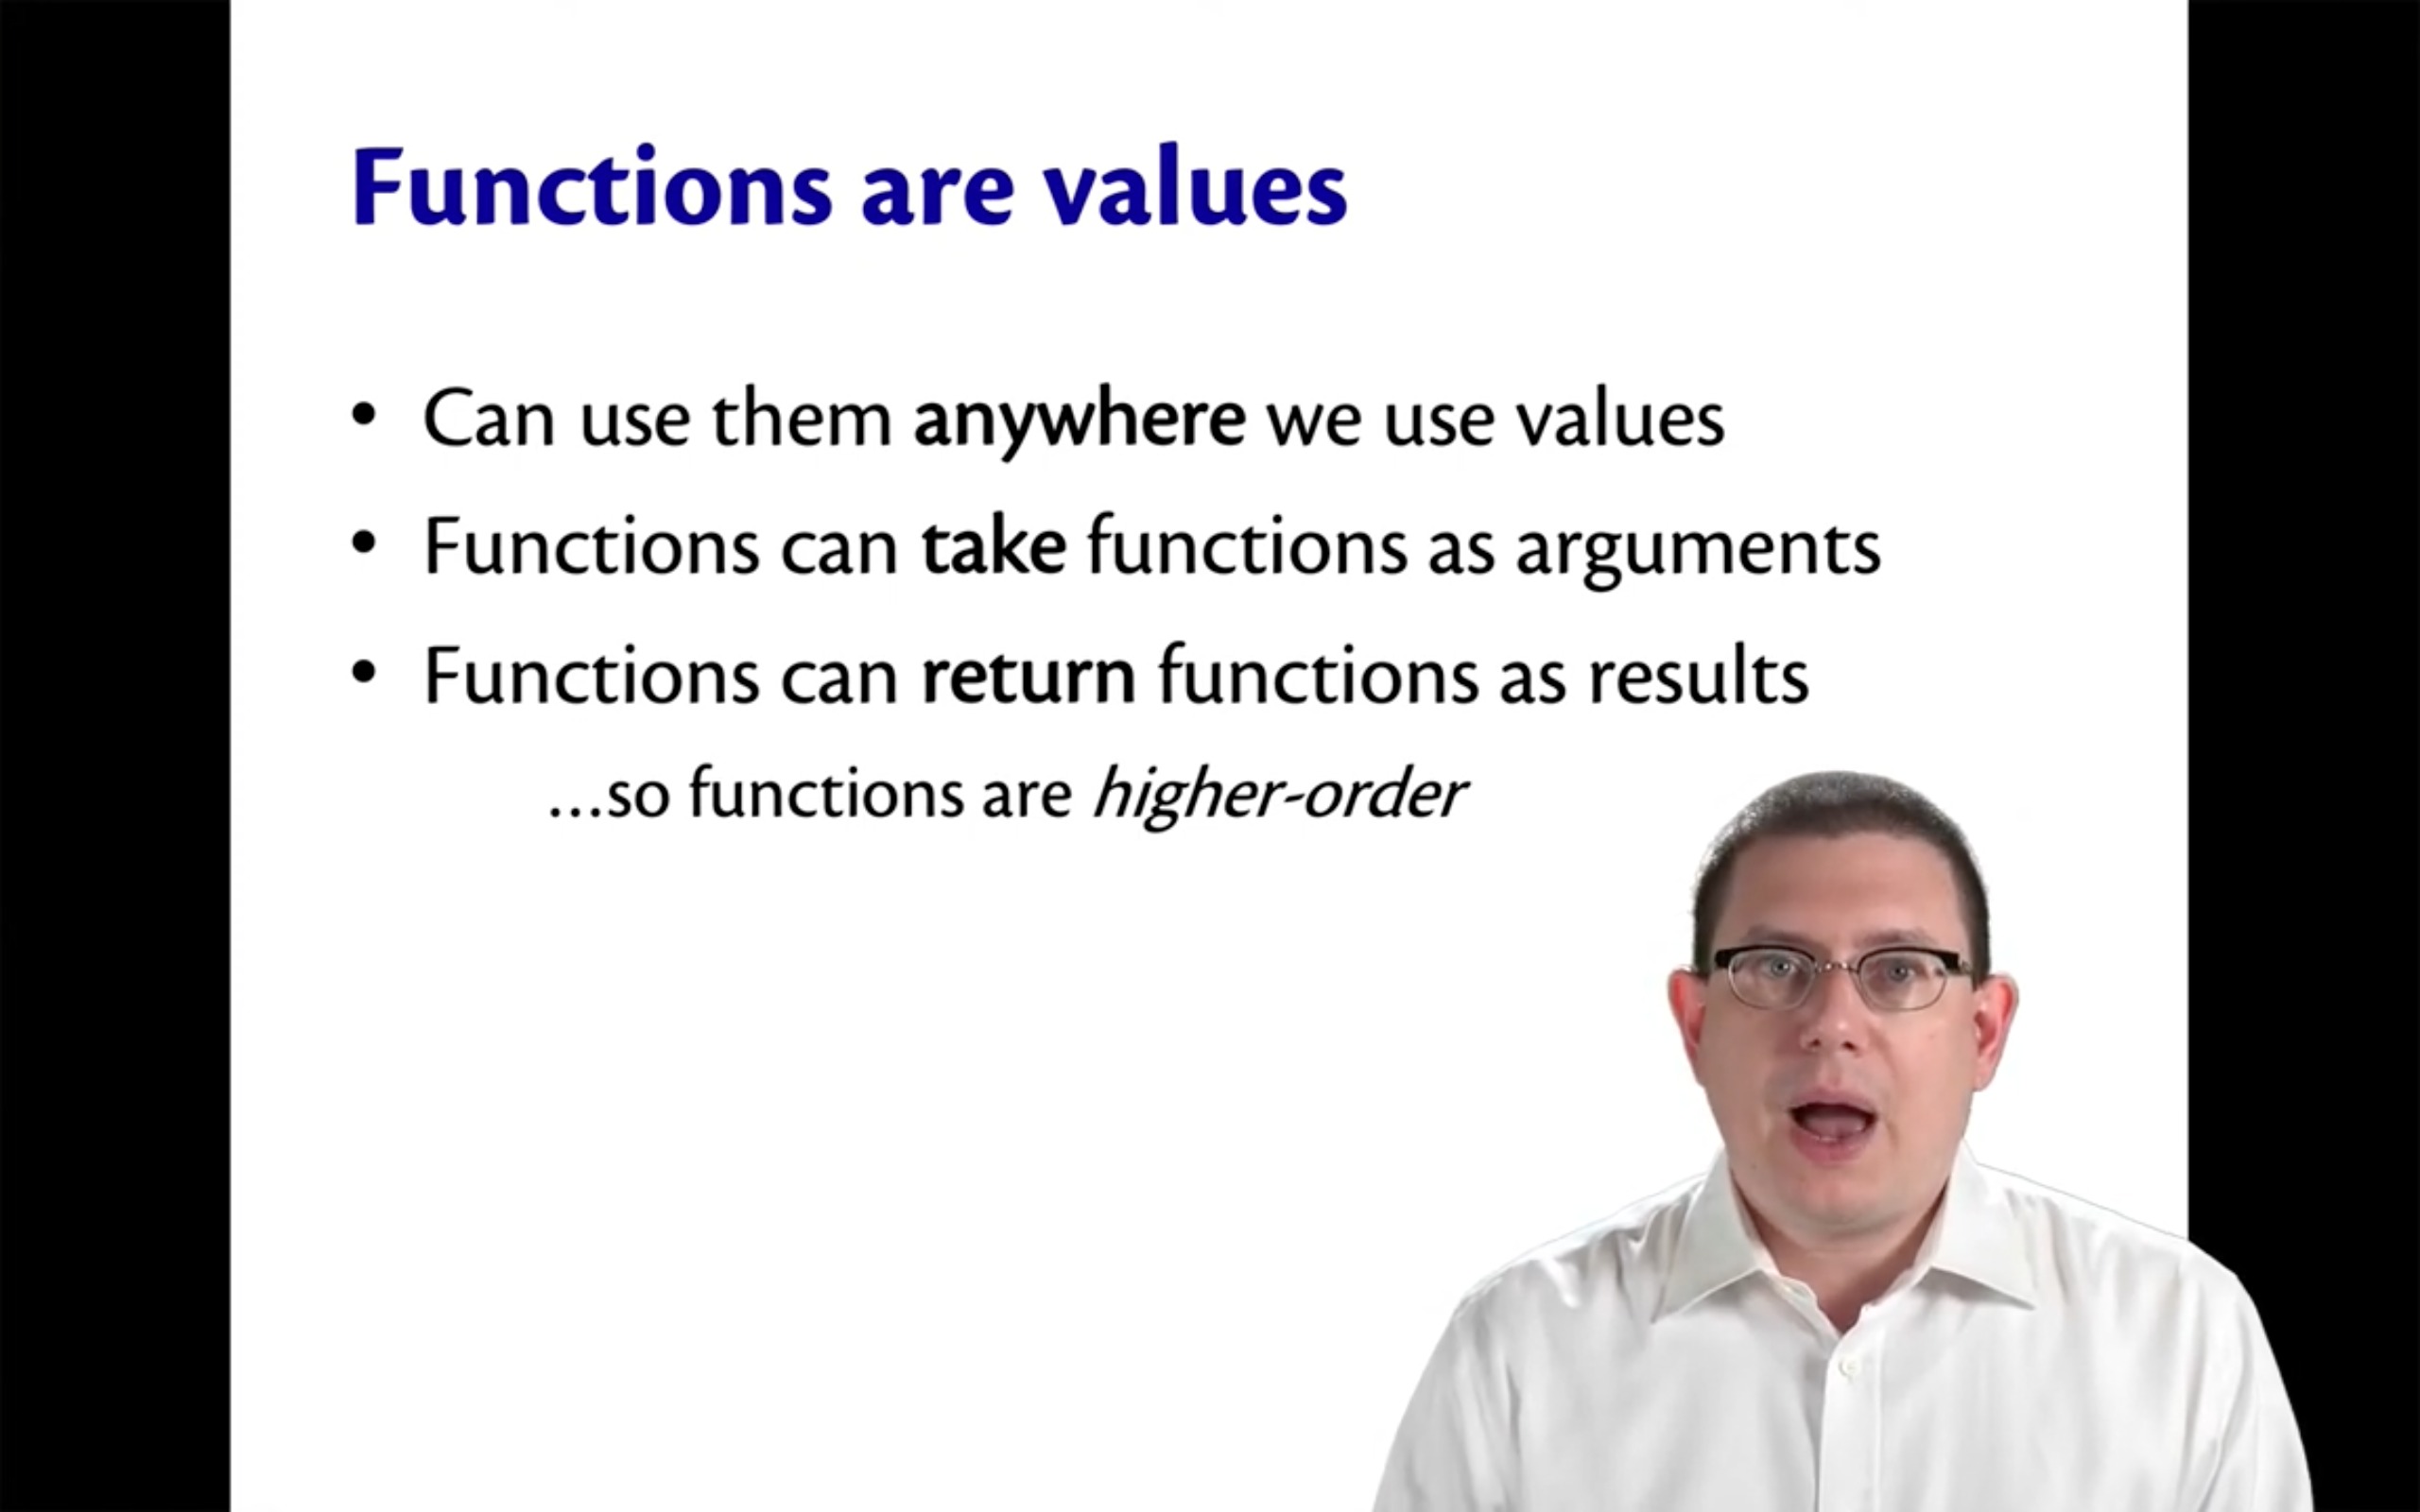 Functions are values
• Can use them anywhere we use values
• Functions can take functions as arguments
• Functions can return functions as results
...so functions are higher-order